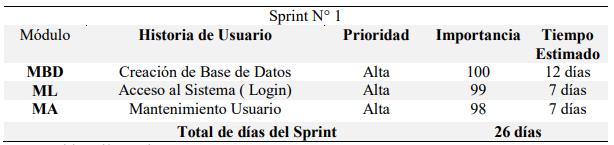 Sprint N° 1
Módulo Historia de Usuario Prioridad Importancia Tiempo Estimado
MBD Creación de Base de Datos Alta 100 12 días
ML Acceso al Sistema ( Login) Alta 99 7 días
MA Mantenimiento Usuario Alta 98 7 días
Total de días del Sprint 26 días